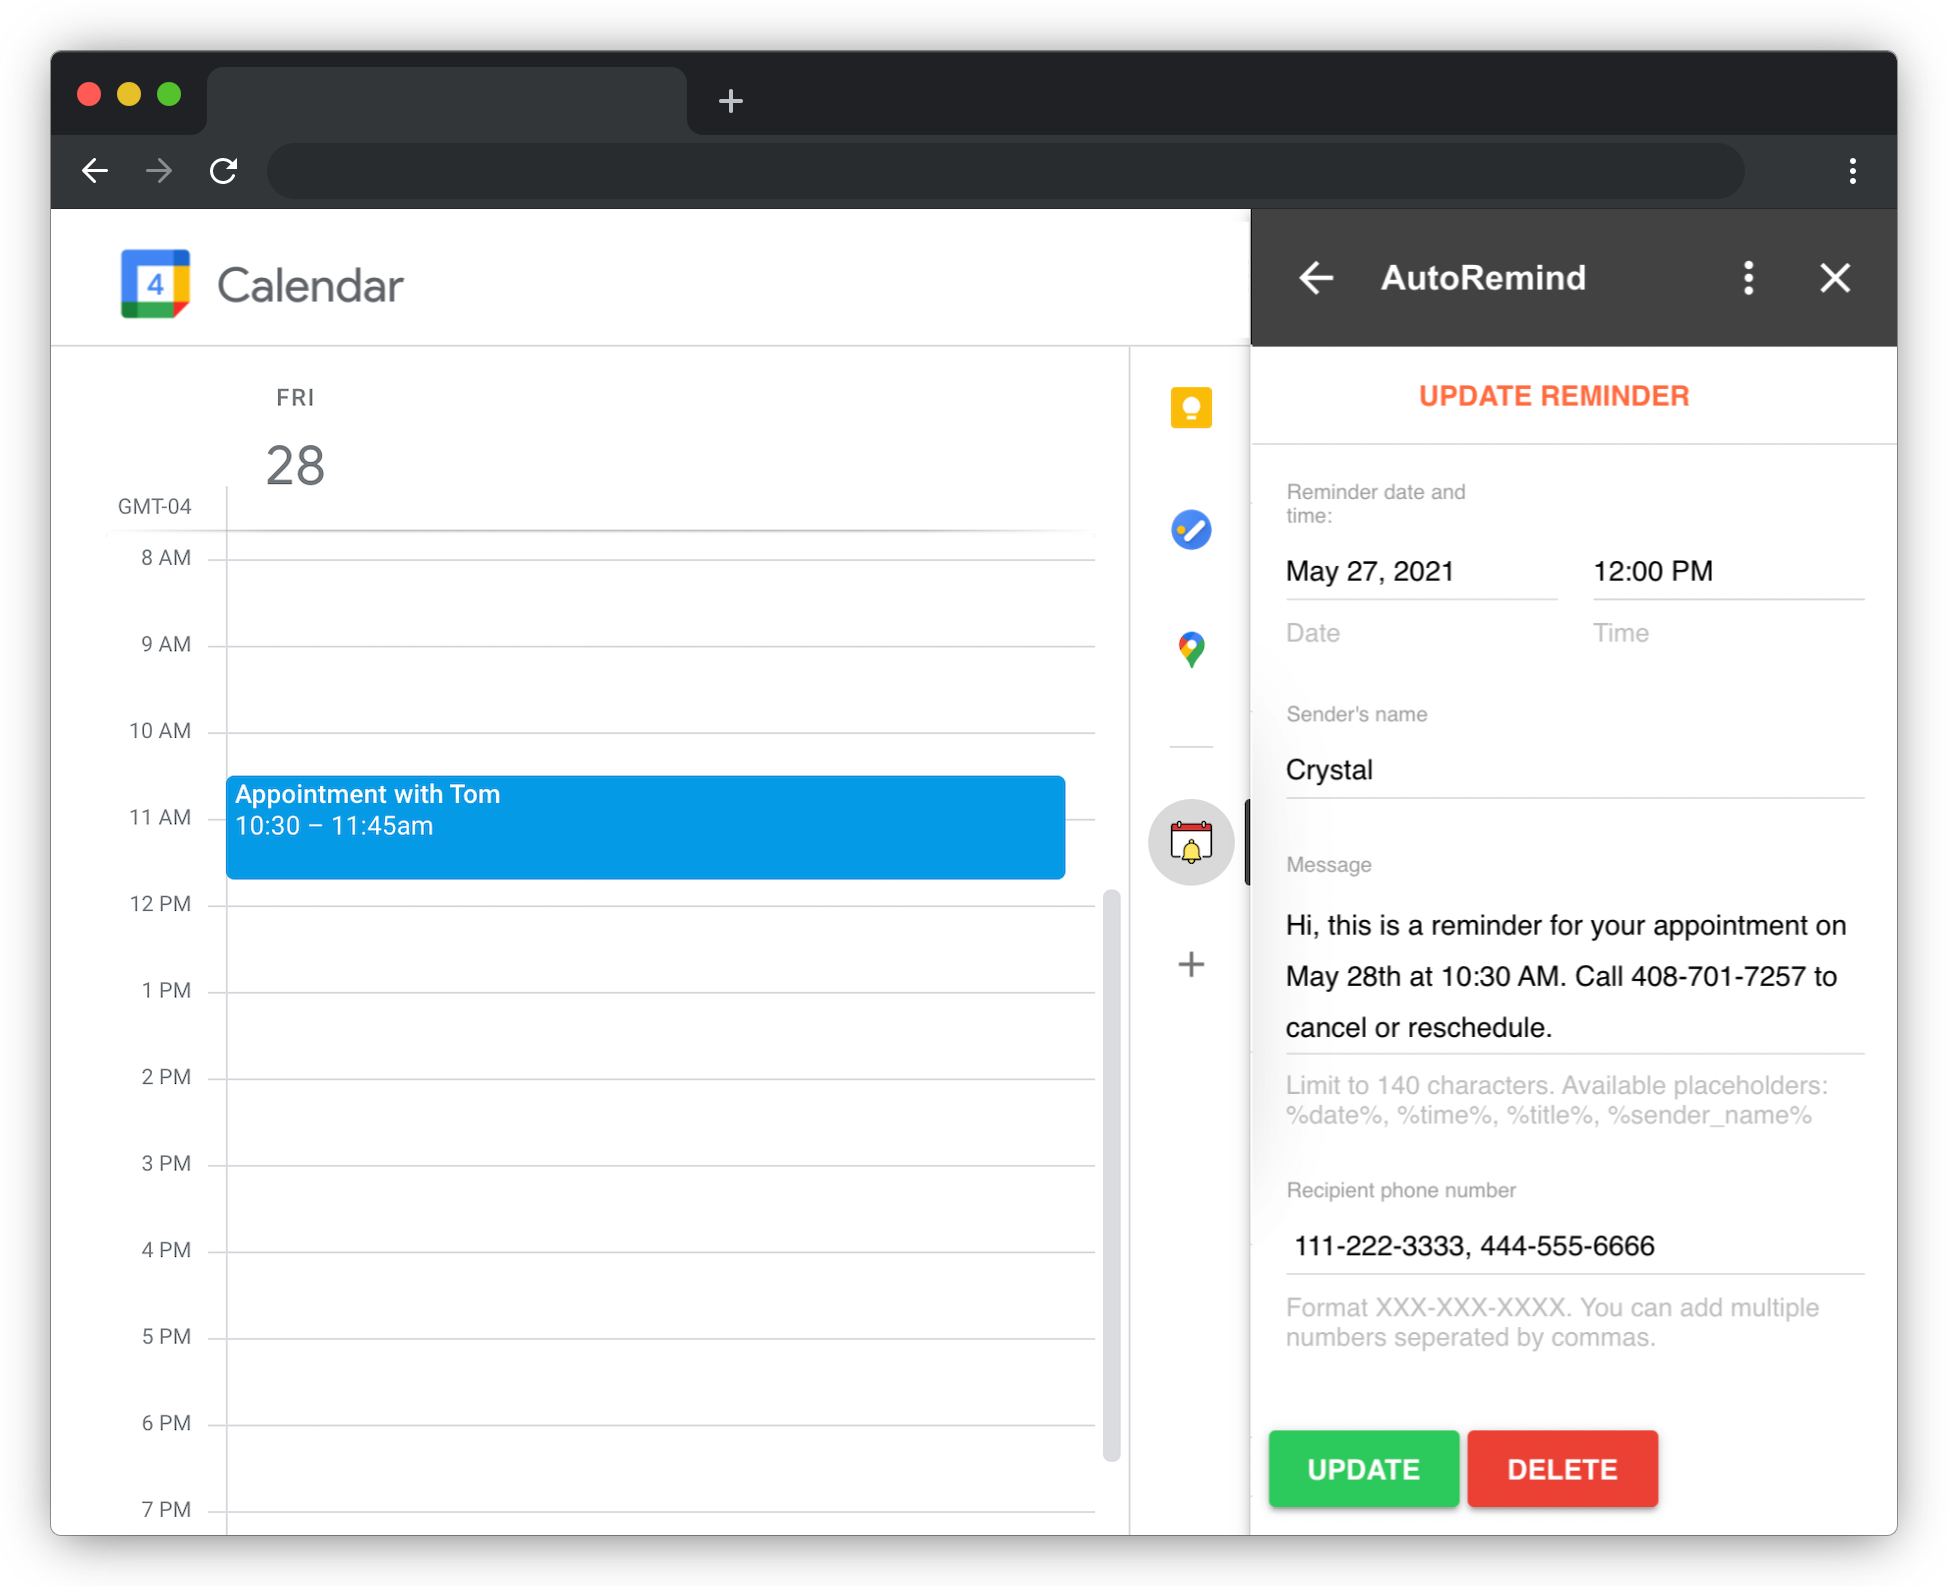 4
Calendar
FRI
28
GMT-04
8 AM
9 AM
10 AM
Appointment with Tom
10:30 – 11:45am
11 AM
12 PM
1 PM
2 PM
3 PM
4 PM
5 PM
6 PM
7 PM
AutoRemind
UPDATE REMINDER
Reminder date and
time:
May 27, 2021
12:00 PM
Date
Time
Sender's name
Crystal
Message
Hi, this is a reminder for your appointment on
May 28th at 10:30 AM. Call 408-701-7257 to
cancel or reschedule.
Limit to 140 characters. Available placeholders:
%date%, %time%, %title%, %sender_name%
Recipient phone number
111-222-3333, 444-555-6666
Format XXX-XXX-XXXX. You can add multiple
numbers seperated by commas.
UPDATE
DELETE